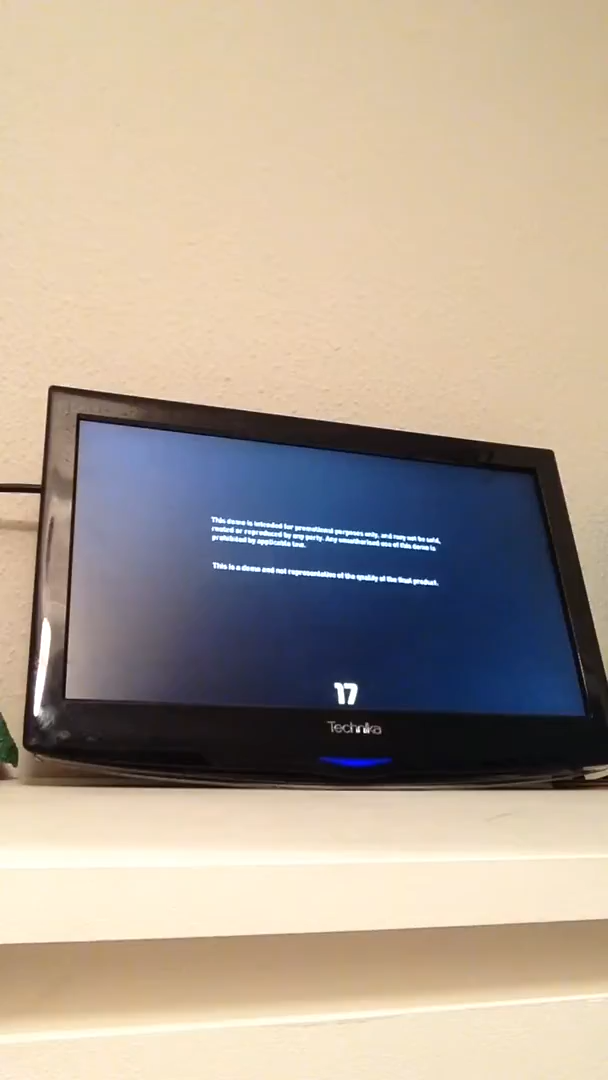 This demo is intended for promotional purposes only, and may not be sold,
rented or reproduced by any party. Any unauthorised use of this demo is
prohibited by applicable law.
This is a demo and not representative of the quality of the final product.
17
Technika